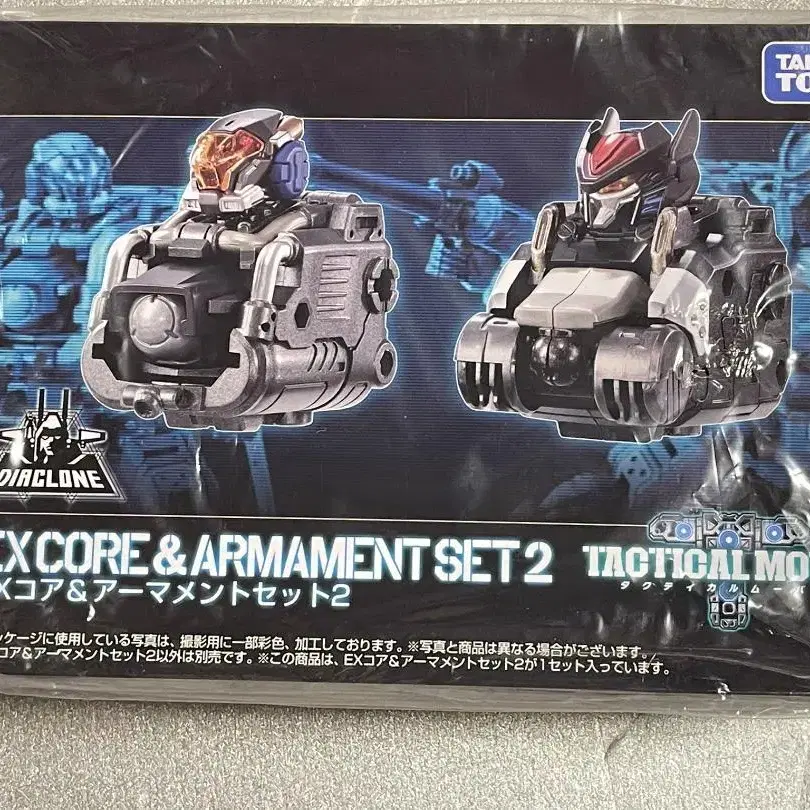 TA
TO
DIACLONE
EX CORE & ARMAMENT SET 2
Xコア&アーマメントセット2
TACTICAL MO
タクティカルムー
ッケージに使用している写真は、撮影用に一部彩色、加工しております。※写真と商品は異なる場合がございます。
コア&アーマメントセット2以外は別売です。※この商品は、EXコア&アーマメントセット2が1セット入っています。